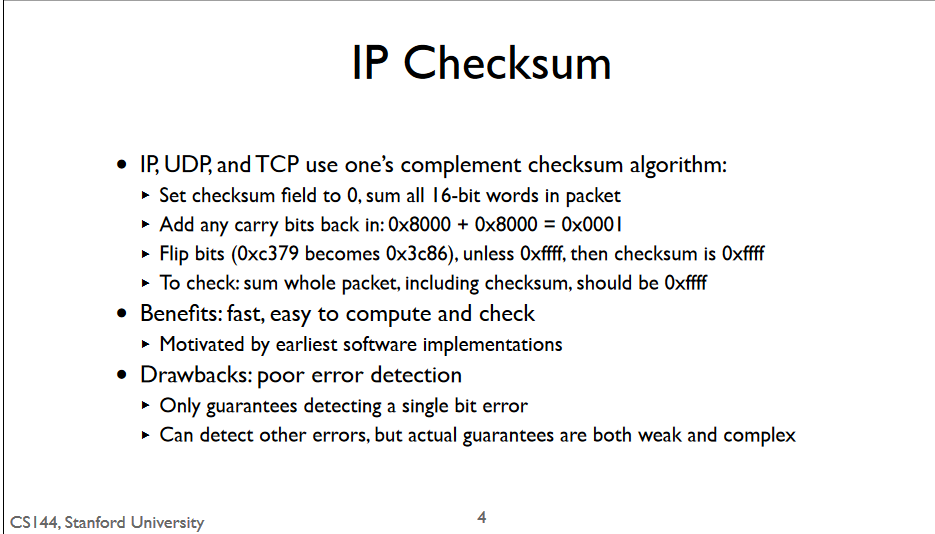 IP Checksum
• IP, UDP, and TCP use one's complement checksum algorithm:
‣ Set checksum field to 0, sum all 16-bit words in packet
‣ Add any carry bits back in: 0x8000 + 0x8000 = 0x0001
‣ Flip bits (0xc379 becomes 0x3c86), unless 0xffff, then checksum is 0xffff
‣ To check: sum whole packet, including checksum, should be 0xffff
• Benefits: fast, easy to compute and check
‣ Motivated by earliest software implementations
• Drawbacks: poor error detection
‣ Only guarantees detecting a single bit error
‣ Can detect other errors, but actual guarantees are both weak and complex
CS144, Stanford University
4